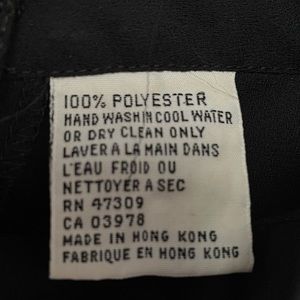 100% POLYESTER
HAND WASH IN COOL WATER
OR DRY CLEAN ONLY
LAVER A LA MAIN DANS
L'EAU FROID OU
NETTOYER A SEC
RN 47309
CA 03978
MADE IN HONG KONG
FABRIQUE EN HONG KONG